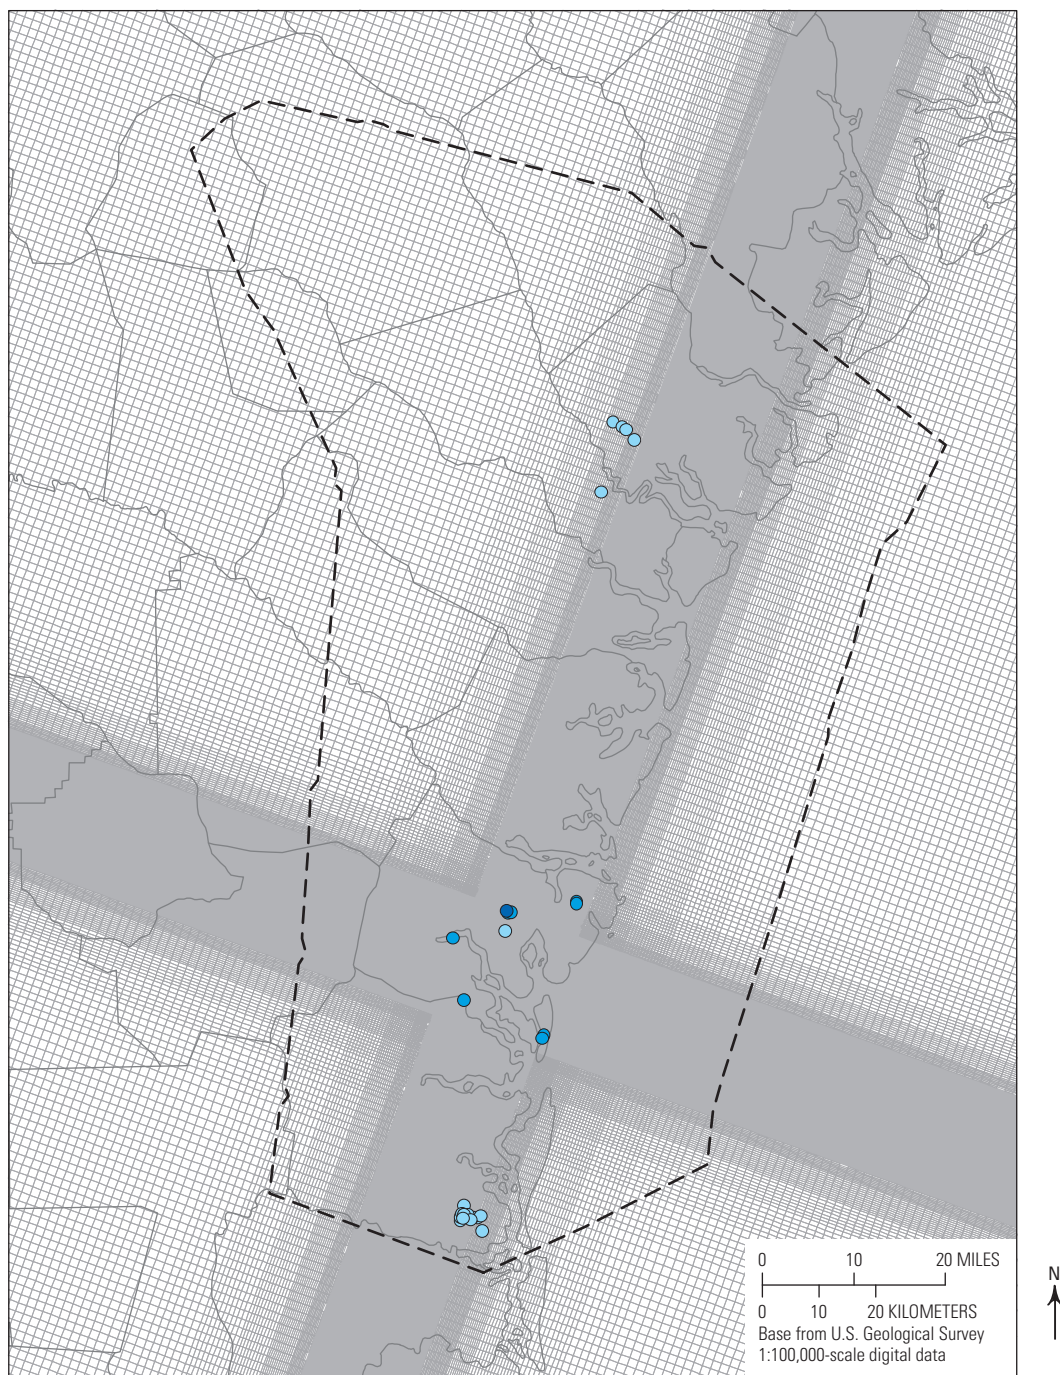 0 10 20 MILES
0 10 20 KILOMETERS
Base from U.S. Geological Survey
1:100,000-scale digital data
N